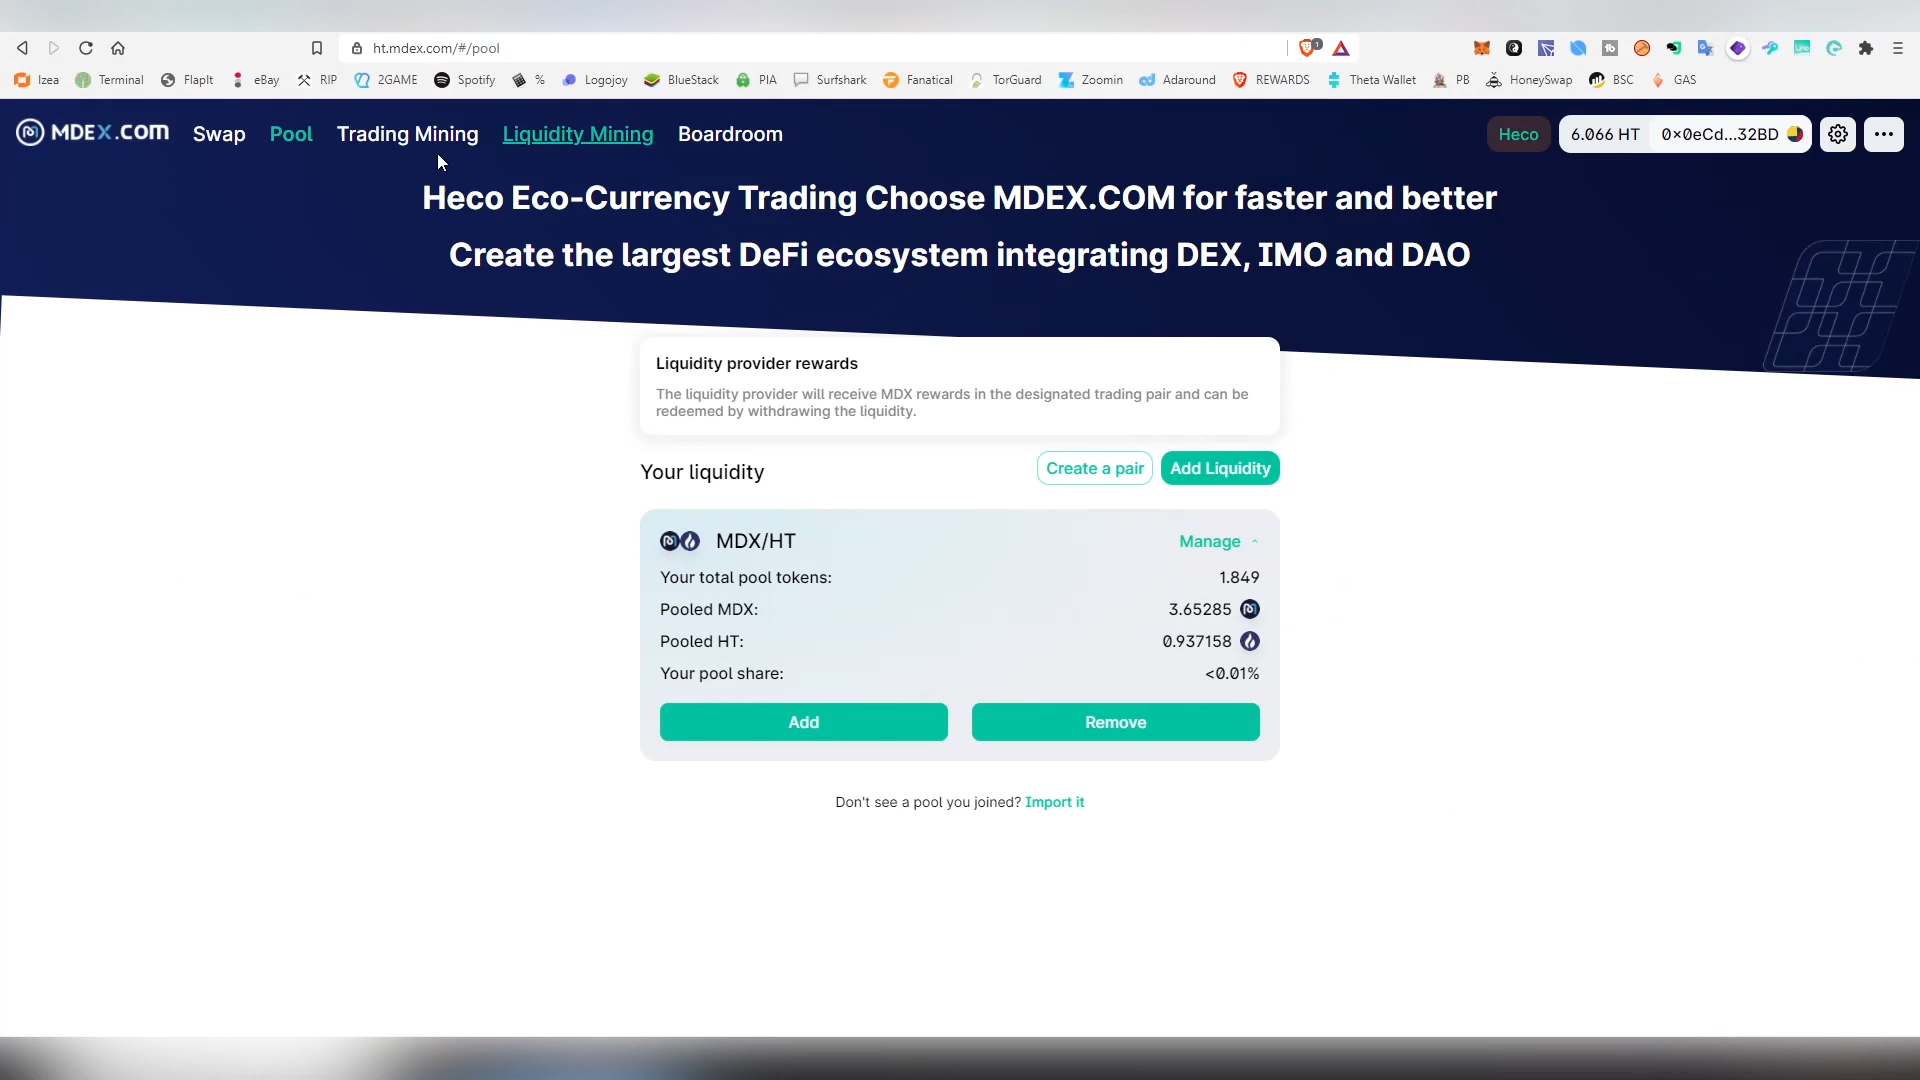 ht.mdex.com/#/pool
1
Izea Terminal FlapIt eBay RIP 2GAME Spotify % Logojoy BlueStack PIA Surfshark Fanatical TorGuard Zoomin Adaround REWARDS Theta Wallet PB HoneySwap BSC GAS
MDEX.COM Swap Pool Trading Mining Liquidity Mining Boardroom Heco 6.066 HT 0x0eCd...32BD
Heco Eco-Currency Trading Choose MDEX.COM for faster and better
Create the largest DeFi ecosystem integrating DEX, IMO and DAO
Liquidity provider rewards
The liquidity provider will receive MDX rewards in the designated trading pair and can be
redeemed by withdrawing the liquidity.
Your liquidity Create a pair Add Liquidity
MDX/HT Manage
Your total pool tokens: 1.849
Pooled MDX: 3.65285
Pooled HT: 0.937158
Your pool share: <0.01%
Add Remove
Don't see a pool you joined? Import it